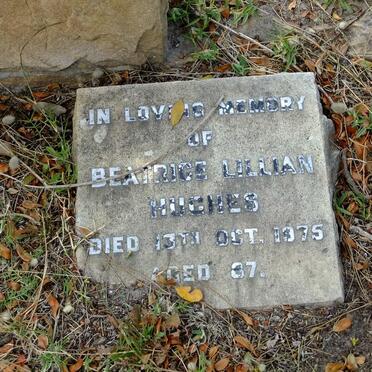 IN LOVING MEMORY
OF
BEATRICE LILLIAN
HUGHES
DIED 13TH OCT. 1975
AGED 87.